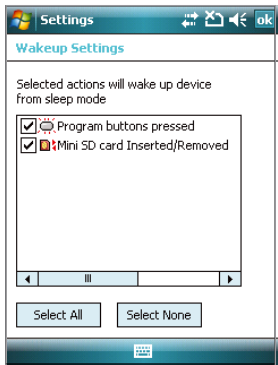 Settings
ok
Wakeup Settings
Selected actions will wake up device
from sleep mode
Program buttons pressed
Mini SD card Inserted/Removed
Select All
Select None